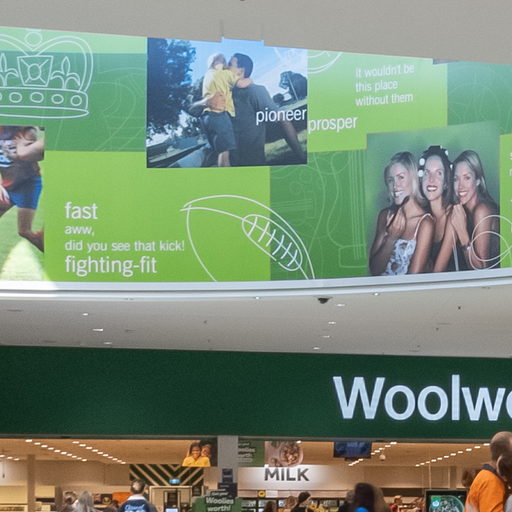 It wouldn't be
this place
without them
pioneer
prosper
fast
aww,
did you see that kick!
fighting-fit
Woolw
MILK